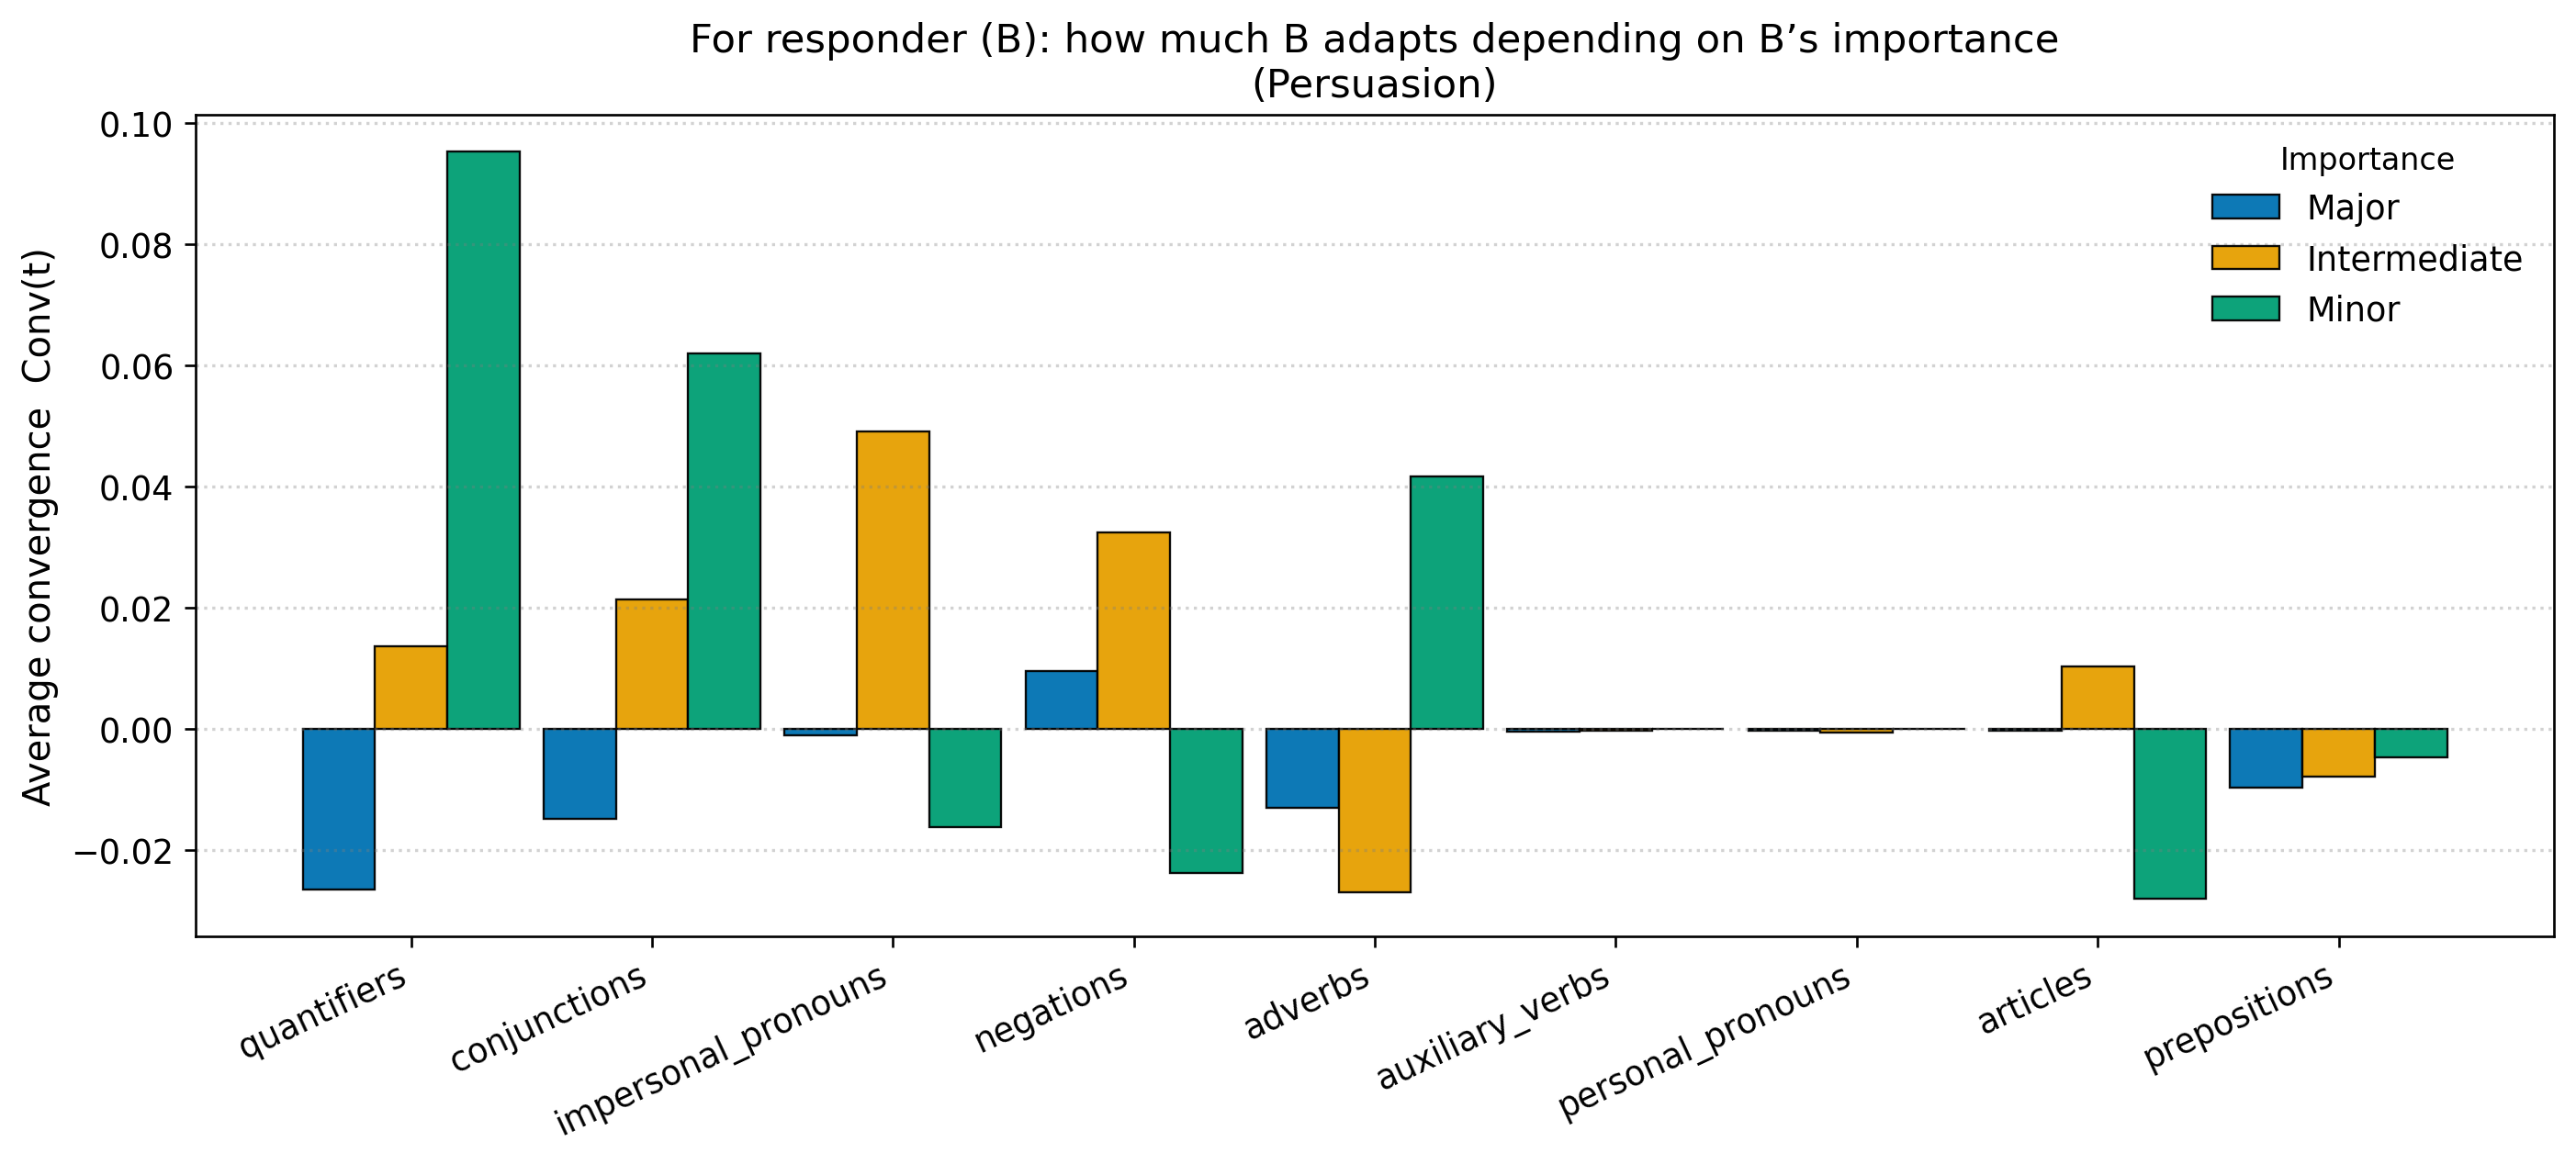 For responder (B): how much B adapts depending on B’s importance
(Persuasion)
Average convergence  Conv(t)
0.10
0.08
0.06
0.04
0.02
0.00
−0.02
Importance
Major
Intermediate
Minor
quantifiers
conjunctions
impersonal_pronouns
negations
adverbs
auxiliary_verbs
personal_pronouns
articles
prepositions